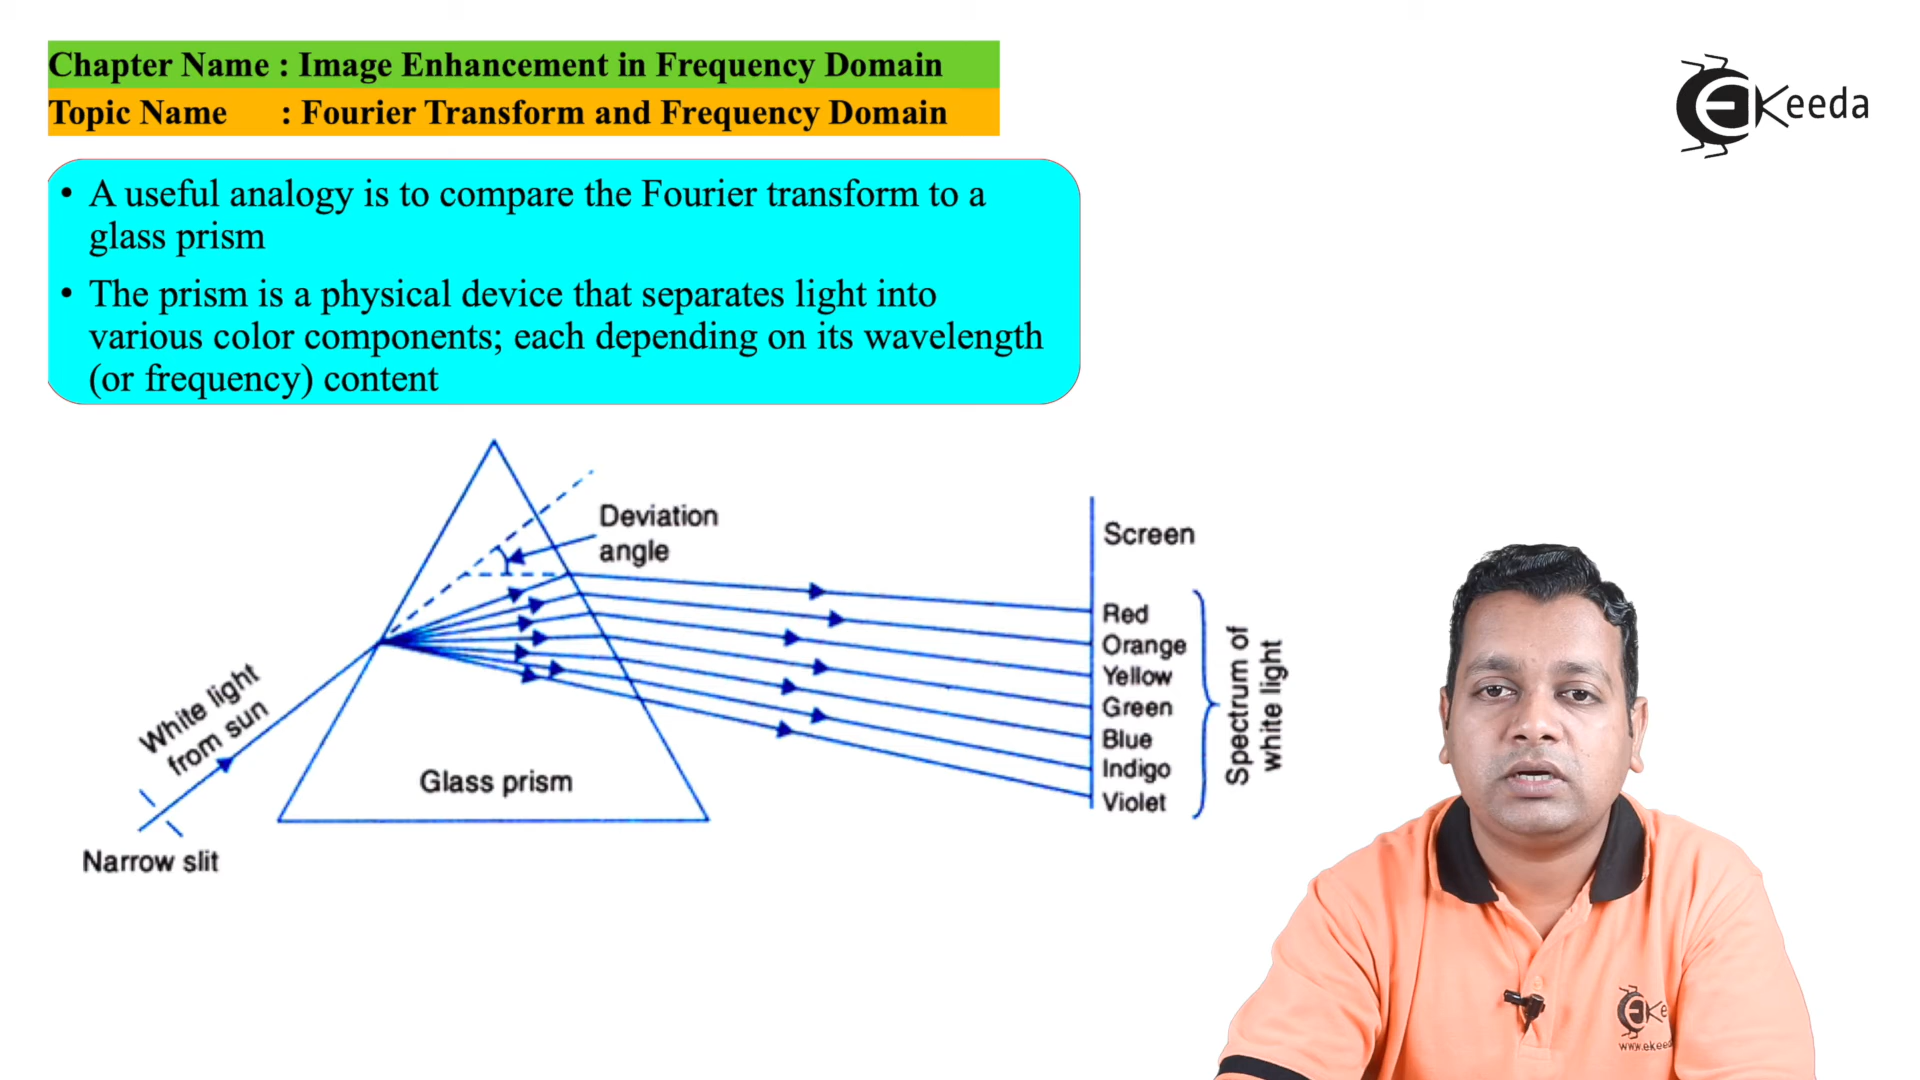 Chapter Name : Image Enhancement in Frequency Domain
Topic Name : Fourier Transform and Frequency Domain
eKeeda
• A useful analogy is to compare the Fourier transform to a
glass prism
• The prism is a physical device that separates light into
various color components; each depending on its wavelength
(or frequency) content
Deviation
angle
Screen
Red
Orange
Yellow
Green
Blue
Indigo
Violet
Spectrum of
white light
White light
from sun
Glass prism
Narrow slit